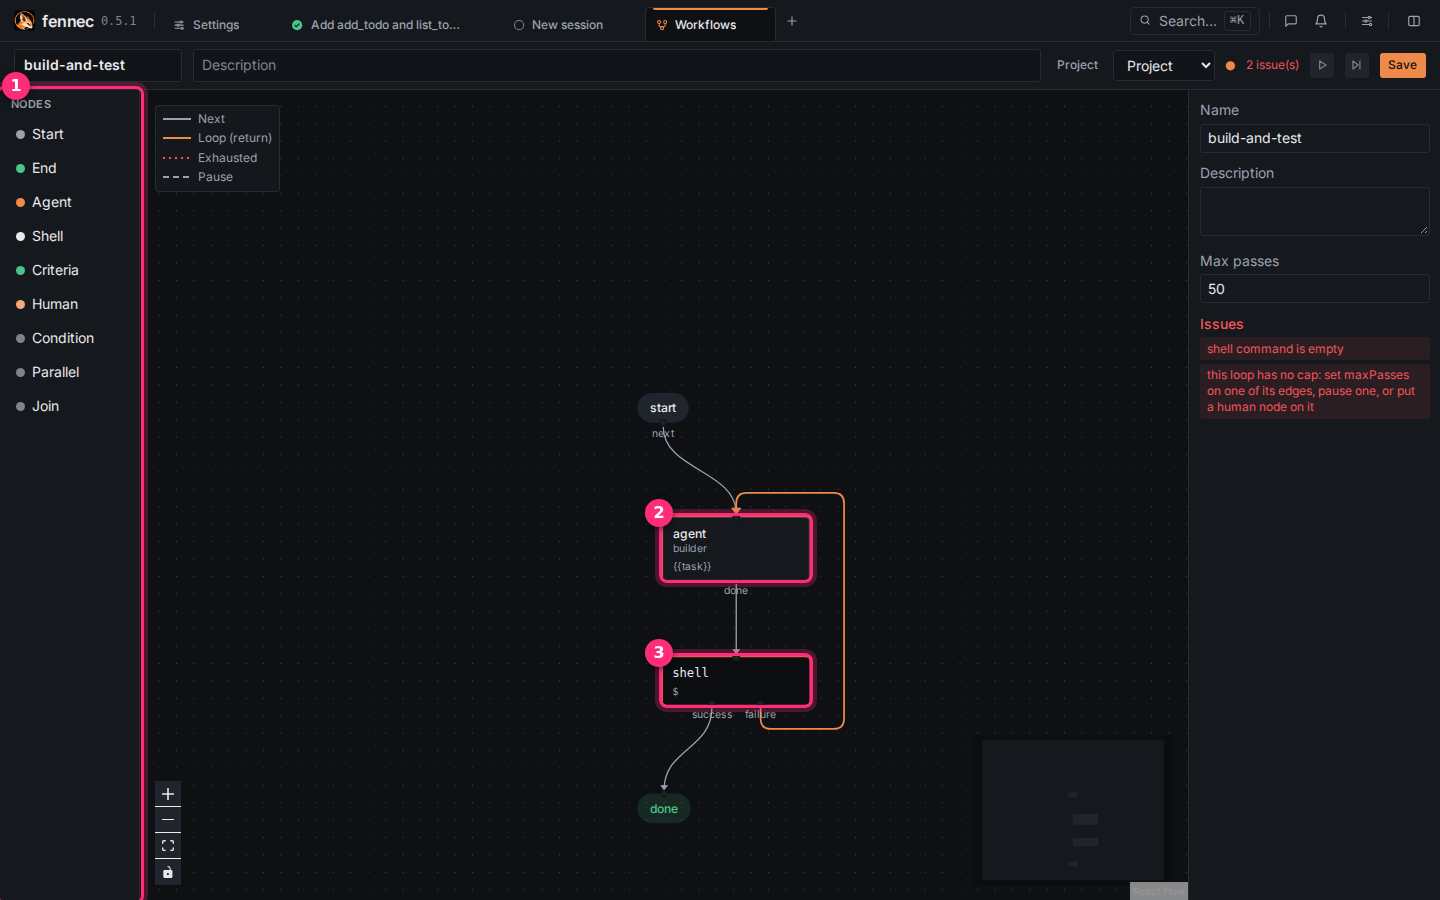 fennec 0.5.1
Settings
Add add_todo and list_to...
New session
Workflows
Search... ⌘K
build-and-test
Description
Project
Project
2 issue(s)
Save
1
NODES
Start
End
Agent
Shell
Criteria
Human
Condition
Parallel
Join
Next
Loop (return)
Exhausted
Pause
start
next
2
agent
builder
{{task}}
done
3
shell
$
success failure
done
React Flow
Name
build-and-test
Description
Max passes
50
Issues
shell command is empty
this loop has no cap: set maxPasses
on one of its edges, pause one, or put
a human node on it